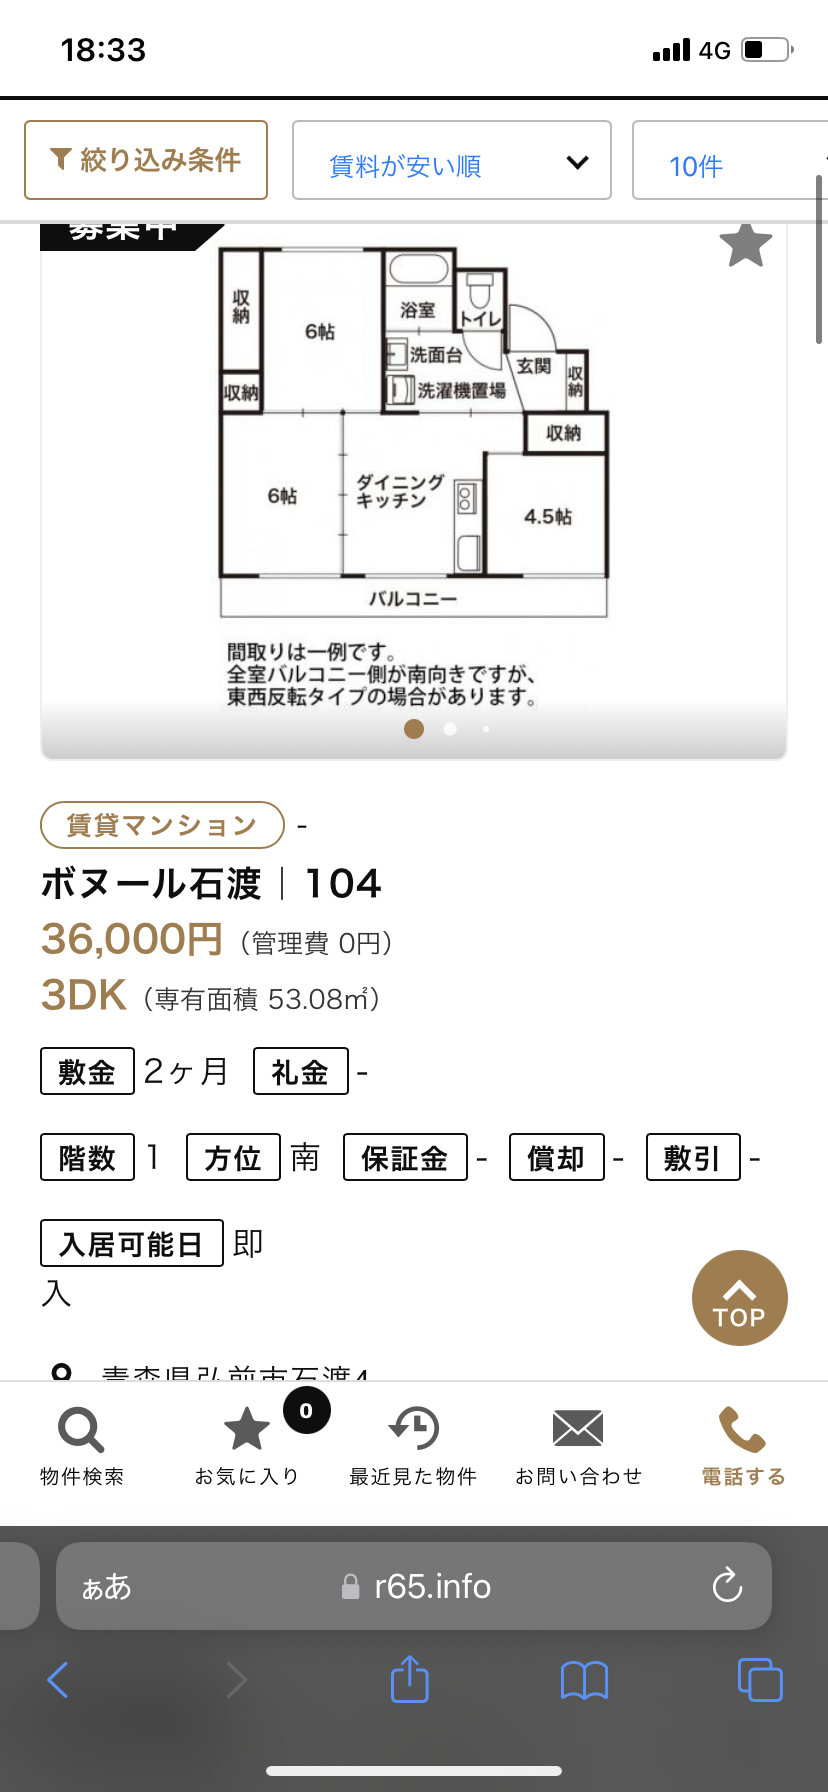 18:33 4G
絞り込み条件 賃料が安い順 10件
募集中
収納
6帖
浴室
トイレ
洗面台
玄関
収納
収納
洗濯機置場
収納
6帖
ダイニング
キッチン
4.5帖
バルコニー
間取りは一例です。
全室バルコニー側が南向きですが、
東西反転タイプの場合があります。
賃貸マンション -
ボヌール石渡｜104
36,000円（管理費 0円）
3DK（専有面積 53.08㎡）
敷金 2ヶ月 礼金 -
階数 1 方位 南 保証金 - 償却 - 敷引 -
入居可能日 即
入
TOP
青森県弘前市石渡4
0
物件検索 お気に入り 最近見た物件 お問い合わせ 電話する
ぁあ r65.info